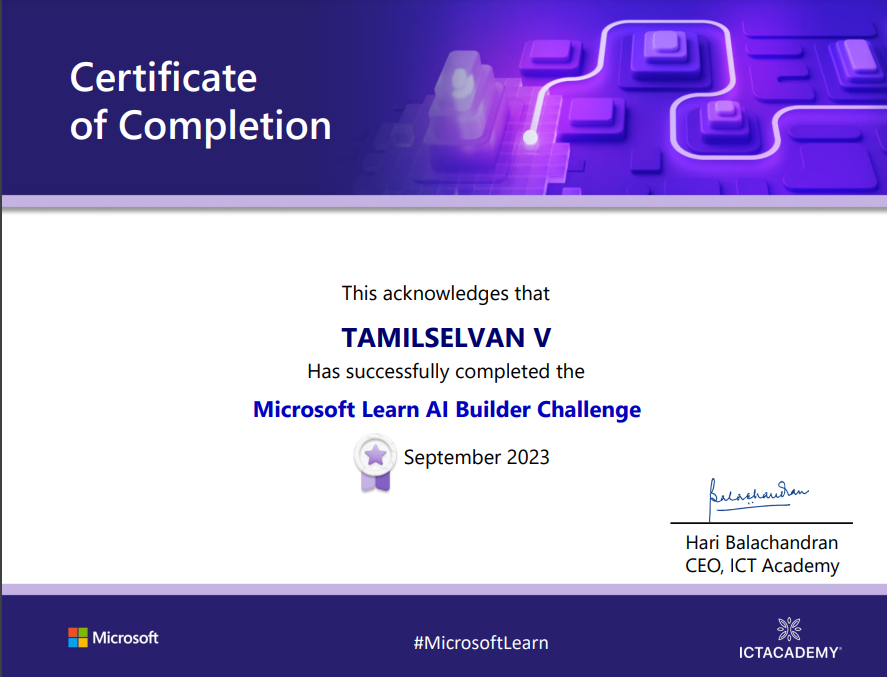 Certificate
of Completion
This acknowledges that
TAMILSELVAN V
Has successfully completed the
Microsoft Learn AI Builder Challenge
September 2023
Balachandran
Hari Balachandran
CEO, ICT Academy
Microsoft
#MicrosoftLearn
ICTACADEMY®